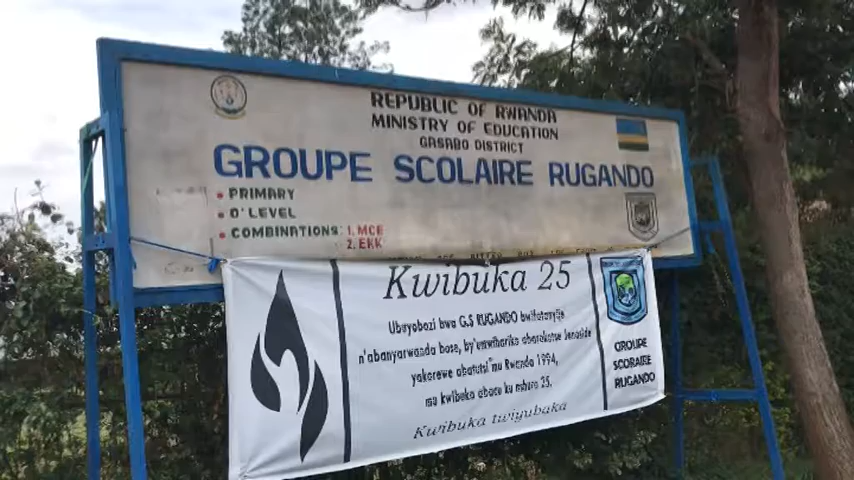 REPUBLIC OF RWANDA
MINISTRY OF EDUCATION
GASABO DISTRICT
GROUPE SCOLAIRE RUGANDO
• PRIMARY
• O' LEVEL
• COMBINATIONS: 1. MCE
2. EKK
Kwibuka 25
Ubuyobozi bwa G.S RUGANDO bwifatanyije
n'abanyarwanda bose, by'umwihariko abarokotse Jenoside
yakorewe abatutsi mu Rwanda 1994,
mu kwibuka abacu ku nshuro 25.
Kwibuka twiyubaka
GROUPE
SCORAIRE
RUGANDO